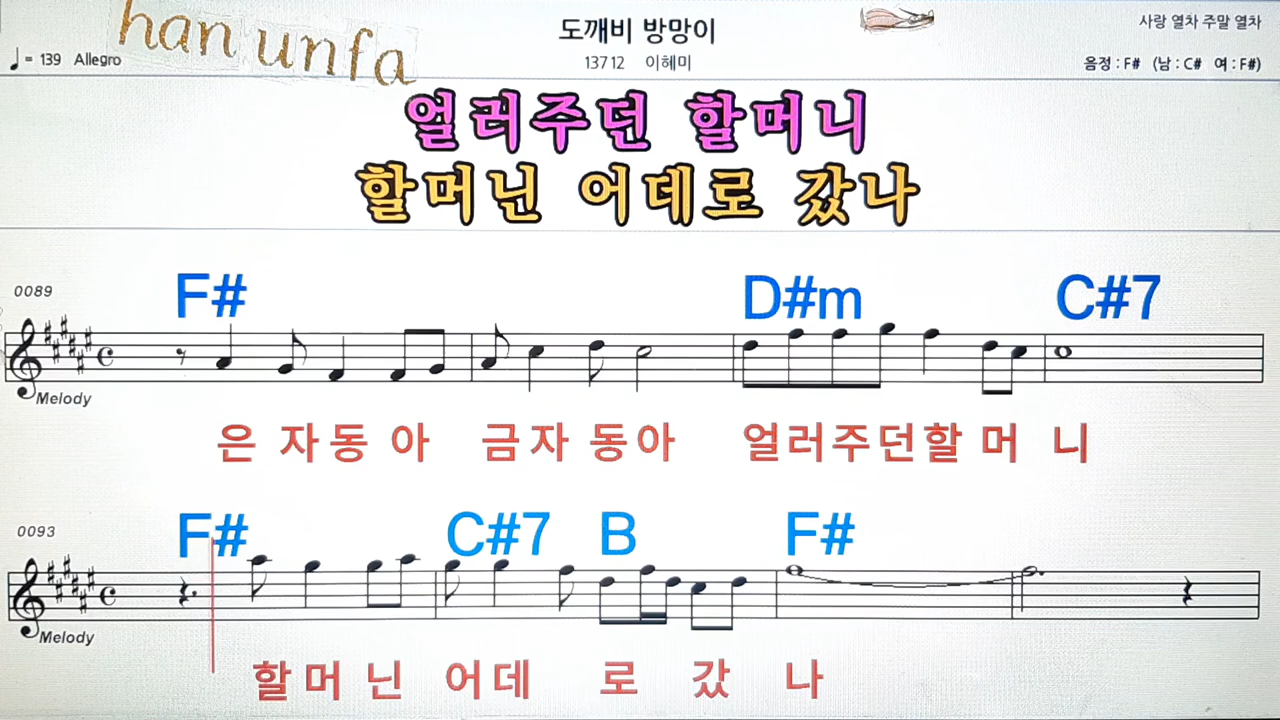 han unfa
도깨비 방망이
사랑 열차 주말 열차
♩ = 139 Allegro
13712 이혜미
음정 : F# (남 : C# 여 : F#)
얼러주던 할머니
할머닌 어데로 갔나
0089
F# D#m C#7
Melody
은 자동 아 금자 동아 얼러주던할 머 니
0093
F# C#7 B F#
Melody
할머 닌 어데 로 갔 나